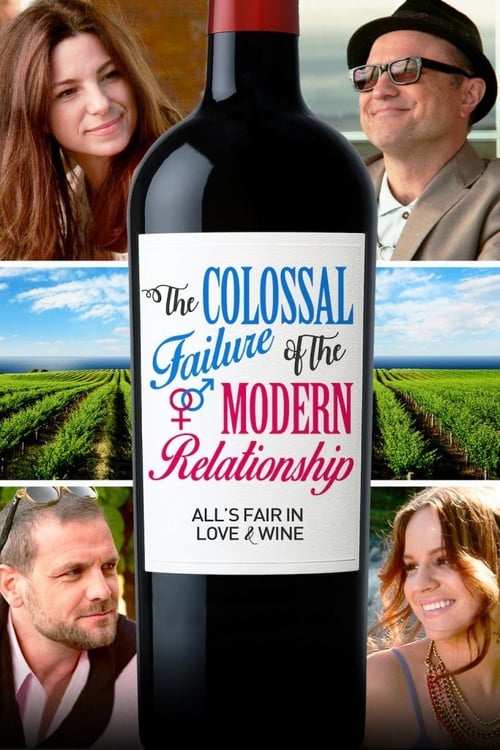 The COLOSSAL
Failure of the
MODERN
Relationship
ALL'S FAIR IN
LOVE & WINE